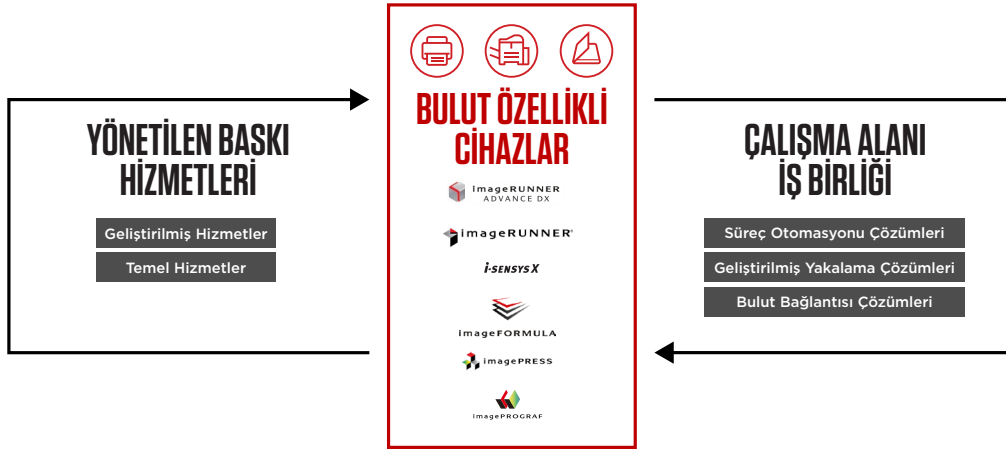 YÖNETİLEN BASKI
HİZMETLERİ
Geliştirilmiş Hizmetler
Temel Hizmetler
BULUT ÖZELLİKLİ
CİHAZLAR
imageRUNNER
ADVANCE DX
imageRUNNER®
i-SENSYS X
imageFORMULA
imagePRESS
imagePROGRAF
ÇALIŞMA ALANI
İŞ BİRLİĞİ
Süreç Otomasyonu Çözümleri
Geliştirilmiş Yakalama Çözümleri
Bulut Bağlantısı Çözümleri